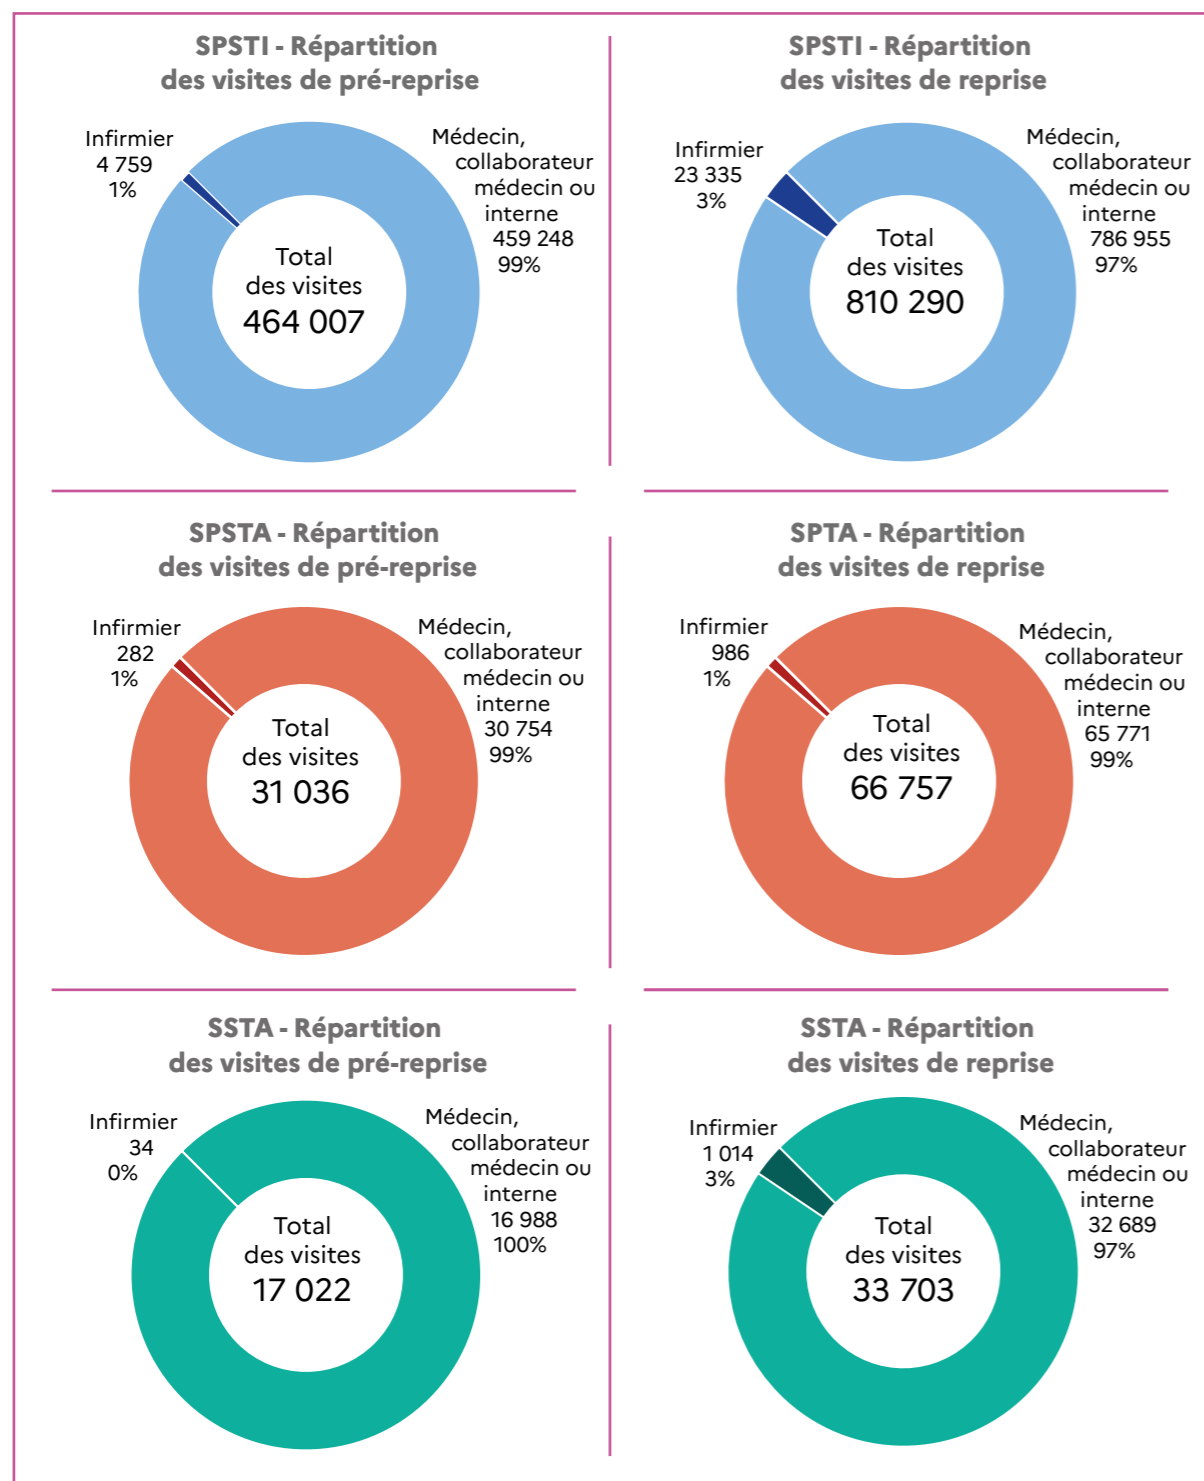 SPSTI - Répartition
des visites de pré-reprise
Infirmier
4 759
1%
Médecin,
collaborateur
médecin ou
interne
459 248
99%
Total
des visites
464 007
SPSTI - Répartition
des visites de reprise
Infirmier
23 335
3%
Médecin,
collaborateur
médecin ou
interne
786 955
97%
Total
des visites
810 290
SPSTA - Répartition
des visites de pré-reprise
Infirmier
282
1%
Médecin,
collaborateur
médecin ou
interne
30 754
99%
Total
des visites
31 036
SPTA - Répartition
des visites de reprise
Infirmier
986
1%
Médecin,
collaborateur
médecin ou
interne
65 771
99%
Total
des visites
66 757
SSTA - Répartition
des visites de pré-reprise
Infirmier
34
0%
Médecin,
collaborateur
médecin ou
interne
16 988
100%
Total
des visites
17 022
SSTA - Répartition
des visites de reprise
Infirmier
1 014
3%
Médecin,
collaborateur
médecin ou
interne
32 689
97%
Total
des visites
33 703